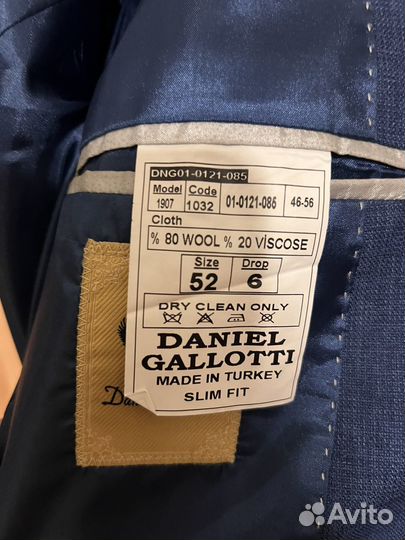 DNG01-0121-085
Model Code 01-0121-085 46-56
1907 1032
Cloth
% 80 WOOL % 20 VİSCOSE
Size Drop
52 6
DRY CLEAN ONLY
DANIEL
GALLOTTI
MADE IN TURKEY
SLIM FIT
Avito